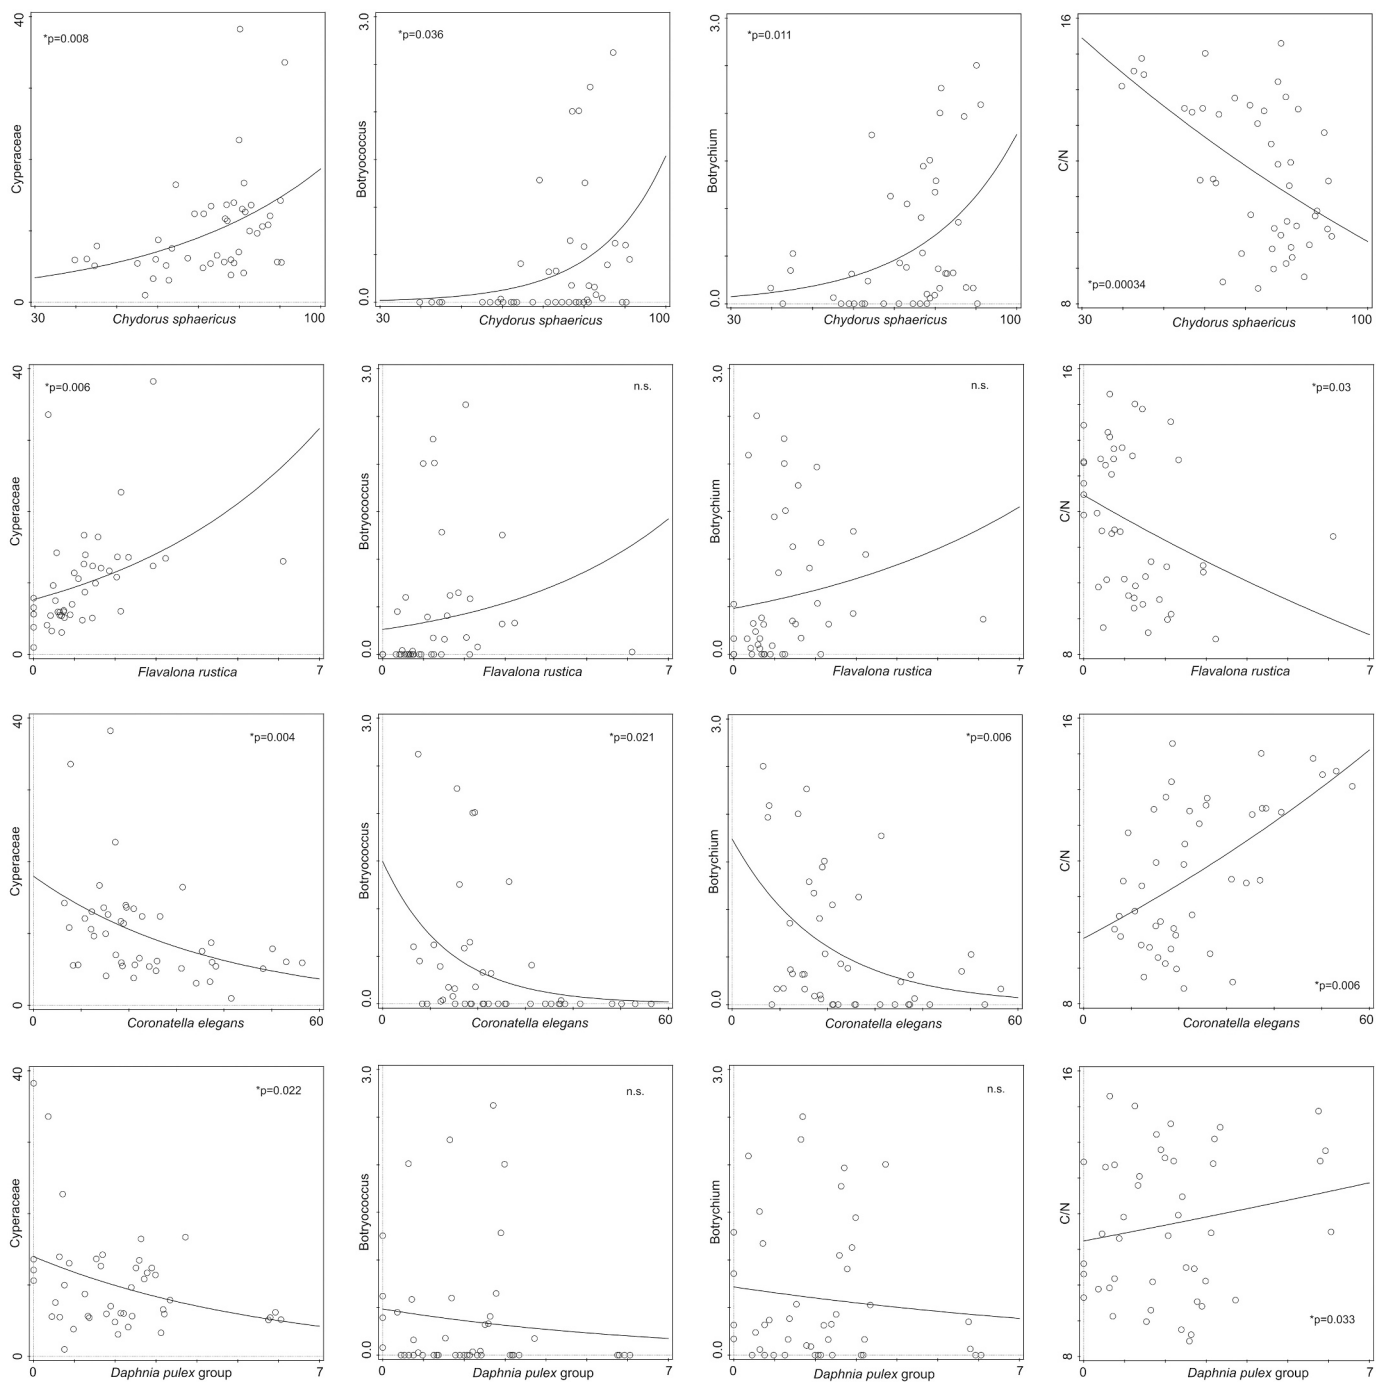 40
*p=0.008
Cyperaceae
0
30
Chydorus sphaericus
100
3.0
*p=0.036
Botryococcus
0.0
30
Chydorus sphaericus
100
3.0
*p=0.011
Botrychium
0.0
30
Chydorus sphaericus
100
16
C/N
*p=0.00034
8
30
Chydorus sphaericus
100
40
*p=0.006
Cyperaceae
0
0
Flavalona rustica
7
3.0
n.s.
Botryococcus
0.0
0
Flavalona rustica
7
3.0
n.s.
Botrychium
0.0
0
Flavalona rustica
7
16
*p=0.03
C/N
8
0
Flavalona rustica
7
40
*p=0.004
Cyperaceae
0
0
Coronatella elegans
60
3.0
*p=0.021
Botryococcus
0.0
0
Coronatella elegans
60
3.0
*p=0.006
Botrychium
0.0
0
Coronatella elegans
60
16
C/N
*p=0.006
8
0
Coronatella elegans
60
40
*p=0.022
Cyperaceae
0
0
Daphnia pulex group
7
3.0
n.s.
Botryococcus
0.0
0
Daphnia pulex group
7
3.0
n.s.
Botrychium
0.0
0
Daphnia pulex group
7
16
C/N
*p=0.033
8
0
Daphnia pulex group
7